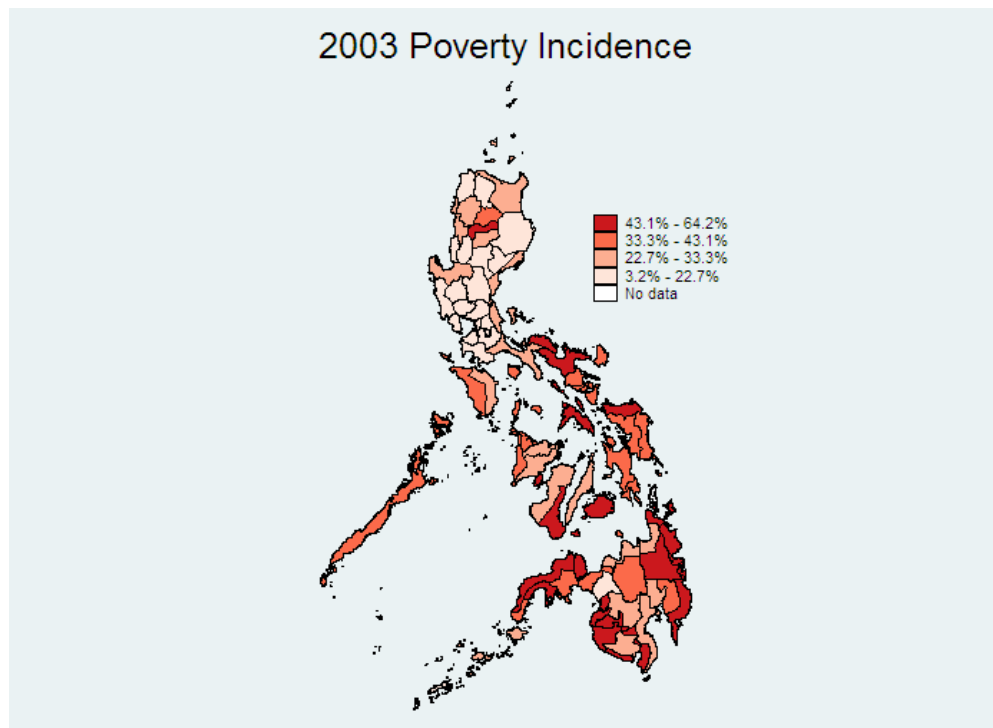 2003 Poverty Incidence
43.1% - 64.2%
33.3% - 43.1%
22.7% - 33.3%
3.2% - 22.7%
No data